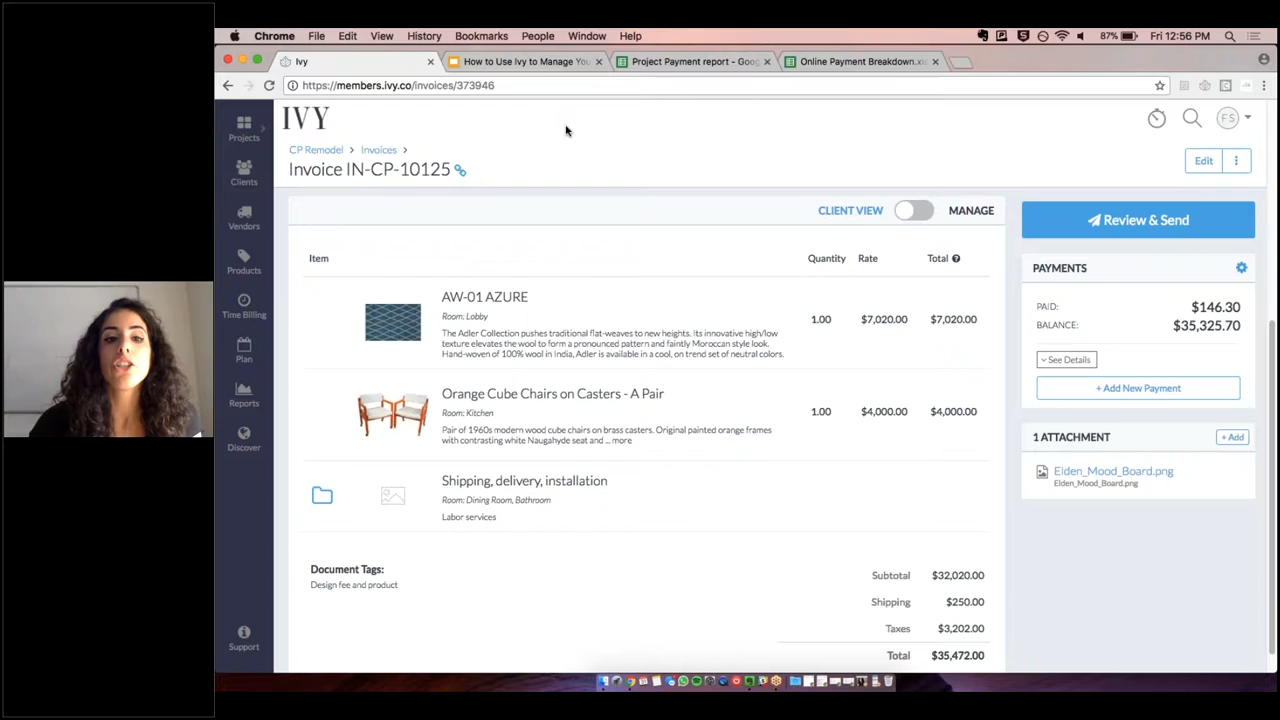 Chrome File Edit View History Bookmarks People Window Help 87% Fri 12:56 PM
Ivy How to Use Ivy to Manage You Project Payment report - Goog Online Payment Breakdown.xl
https://members.ivy.co/invoices/373946
IVY FS
CP Remodel > Invoices >
Invoice IN-CP-10125 Edit
Projects
Clients
Vendors
Products
Time Billing
Plan
Reports
Discover
Support
CLIENT VIEW MANAGE
Item Quantity Rate Total
AW-01 AZURE
Room: Lobby
1.00 $7,020.00 $7,020.00
The Adler Collection pushes traditional flat-weaves to new heights. Its innovative high/low
texture elevates the wool to form a pronounced pattern and faintly Moroccan style look.
Hand-woven of 100% wool in India, Adler is available in a cool, on trend set of neutral colors.
Orange Cube Chairs on Casters - A Pair
Room: Kitchen
1.00 $4,000.00 $4,000.00
Pair of 1960s modern wood cube chairs on brass casters. Original painted orange frames
with contrasting white Naugahyde seat and ... more
Shipping, delivery, installation
Room: Dining Room, Bathroom
Labor services
Document Tags:
Design fee and product
Subtotal $32,020.00
Shipping $250.00
Taxes $3,202.00
Total $35,472.00
Review & Send
PAYMENTS
PAID: $146.30
BALANCE: $35,325.70
See Details
+ Add New Payment
1 ATTACHMENT + Add
Elden_Mood_Board.png
Elden_Mood_Board.png